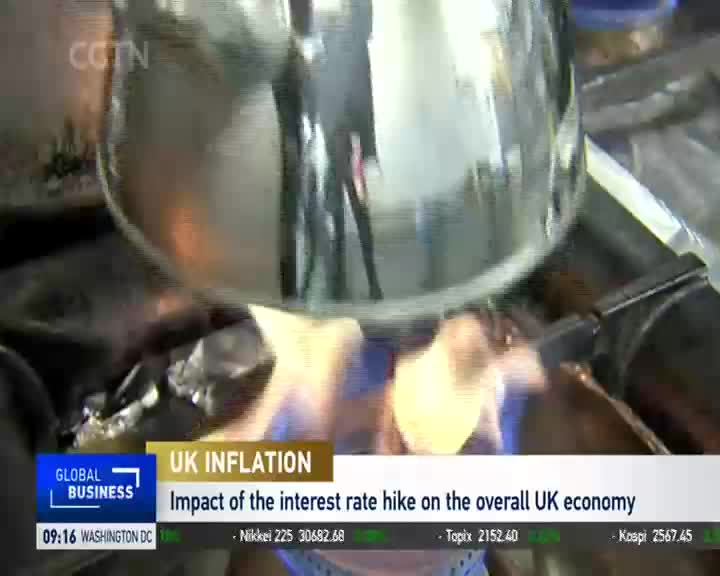 CGTN
UK INFLATION
GLOBAL BUSINESS
Impact of the interest rate hike on the overall UK economy
09:16 WASHINGTON DC
· Nikkei 225 30682.68 · Topix 2152.40 · Kospi 2567.45